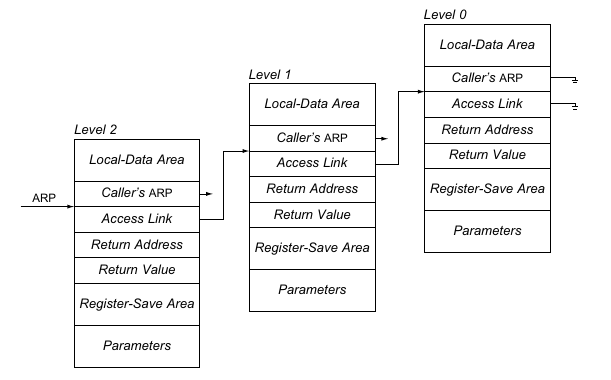 Level 0
Local-Data Area
Caller's ARP
Access Link
Return Address
Return Value
Register-Save Area
Parameters
Level 1
Local-Data Area
Caller's ARP
Access Link
Return Address
Return Value
Register-Save Area
Parameters
Level 2
Local-Data Area
Caller's ARP
Access Link
Return Address
Return Value
Register-Save Area
Parameters
ARP